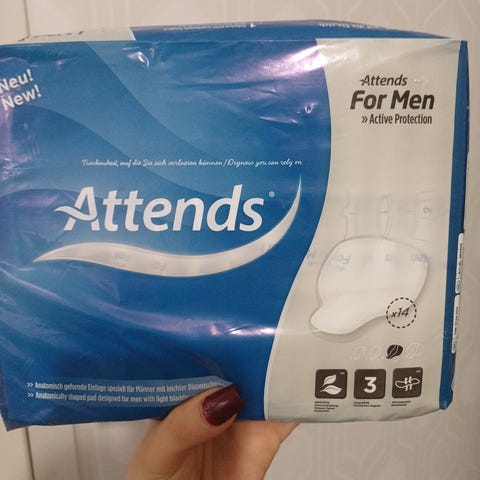 Neu!
New!
Attends
For Men
» Active Protection
Trockenheit, auf die Sie sich verlassen können / Dryness you can rely on
Attends®
x14
» Anatomisch geformte Einlage speziell für Männer mit leichter
» Anatomically shaped pad designed for men with light bladder
3